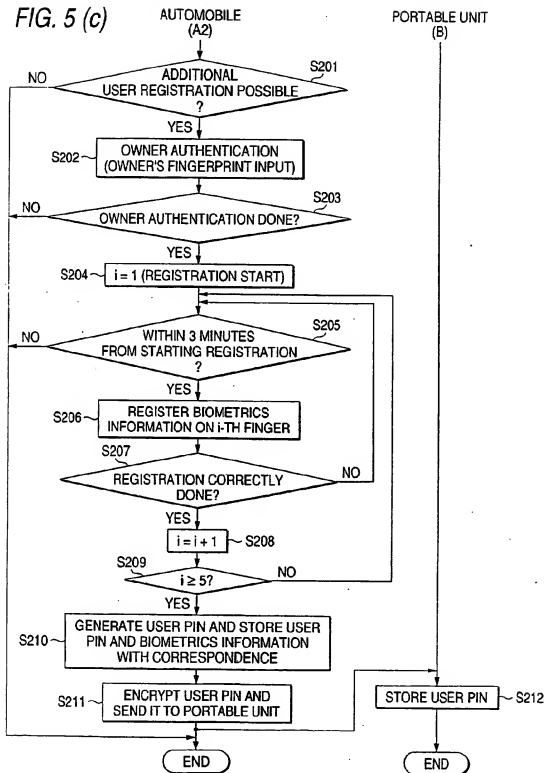 FIG. 5 (c)
AUTOMOBILE
(A2)
PORTABLE UNIT
(B)
S201
NO
ADDITIONAL
USER REGISTRATION POSSIBLE
?
YES
S202
OWNER AUTHENTICATION
(OWNER'S FINGERPRINT INPUT)
S203
NO
OWNER AUTHENTICATION DONE?
YES
S204
i = 1 (REGISTRATION START)
S205
NO
WITHIN 3 MINUTES
FROM STARTING REGISTRATION
?
YES
S206
REGISTER BIOMETRICS
INFORMATION ON i-TH FINGER
S207
NO
REGISTRATION CORRECTLY
DONE?
YES
i = i + 1
S208
S209
i ≥ 5?
NO
YES
S210
GENERATE USER PIN AND STORE USER
PIN AND BIOMETRICS INFORMATION
WITH CORRESPONDENCE
S211
ENCRYPT USER PIN AND
SEND IT TO PORTABLE UNIT
STORE USER PIN
S212
END
END